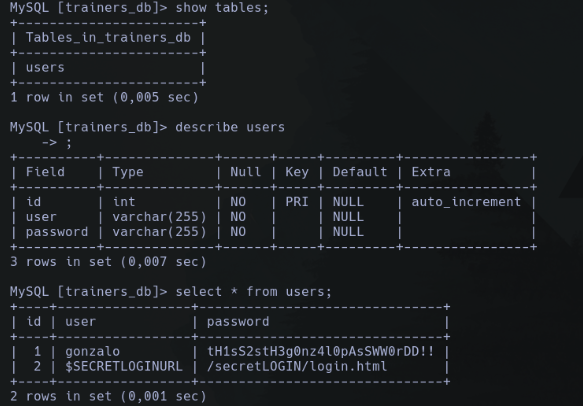 MySQL [trainers_db]> show tables;
+-----------------------+
| Tables_in_trainers_db |
+-----------------------+
| users                 |
+-----------------------+
1 row in set (0,005 sec)
MySQL [trainers_db]> describe users
    -> ;
+----------+--------------+------+-----+---------+----------------+
| Field    | Type         | Null | Key | Default | Extra          |
+----------+--------------+------+-----+---------+----------------+
| id       | int          | NO   | PRI | NULL    | auto_increment |
| user     | varchar(255) | NO   |     | NULL    |                |
| password | varchar(255) | NO   |     | NULL    |                |
+----------+--------------+------+-----+---------+----------------+
3 rows in set (0,007 sec)
MySQL [trainers_db]> select * from users;
+----+-----------------+-------------------------------+
| id | user            | password                      |
+----+-----------------+-------------------------------+
|  1 | gonzalo         | tH1sS2stH3g0nz4l0pAsSWW0rDD!! |
|  2 | $SECRETLOGINURL | /secretLOGIN/login.html       |
+----+-----------------+-------------------------------+
2 rows in set (0,001 sec)